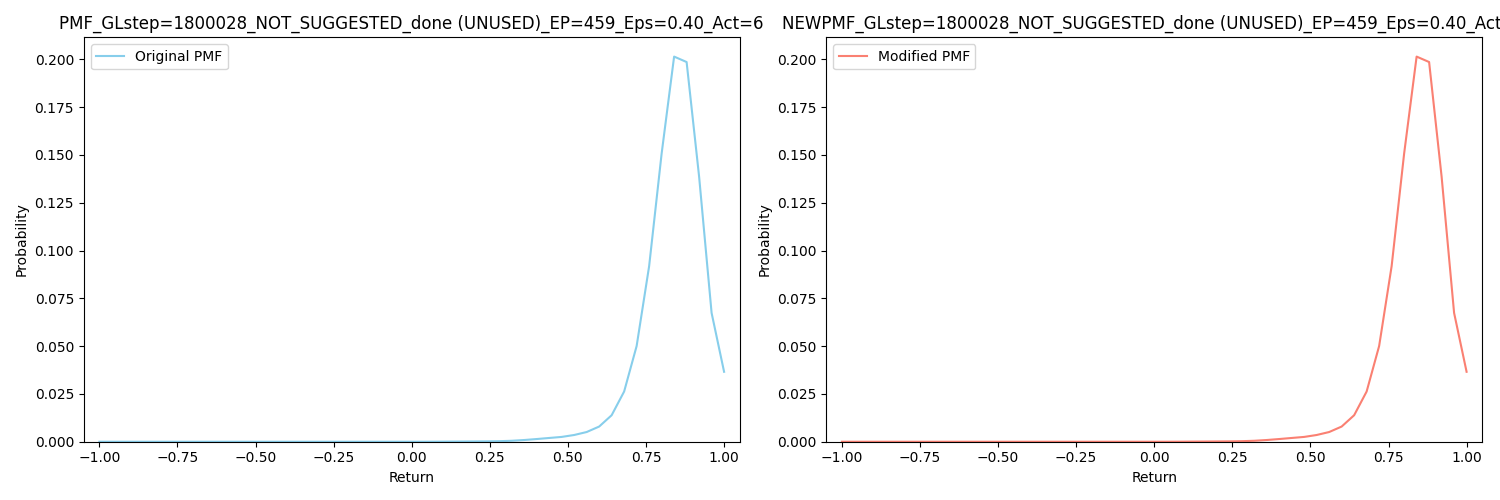 PMF_GLstep=1800028_NOT_SUGGESTED_done (UNUSED)_EP=459_Eps=0.40_Act=6
Original PMF
0.200
0.175
0.150
0.125
0.100
0.075
0.050
0.025
0.000
Probability
−1.00 −0.75 −0.50 −0.25 0.00 0.25 0.50 0.75 1.00
Return
NEWPMF_GLstep=1800028_NOT_SUGGESTED_done (UNUSED)_EP=459_Eps=0.40_Act
Modified PMF
0.200
0.175
0.150
0.125
0.100
0.075
0.050
0.025
0.000
Probability
−1.00 −0.75 −0.50 −0.25 0.00 0.25 0.50 0.75 1.00
Return